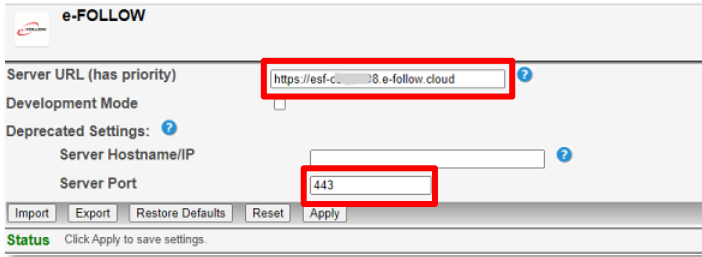 e-FOLLOW
Server URL (has priority) https://esf- 8.e-follow.cloud ?
Development Mode
Deprecated Settings: ?
Server Hostname/IP ?
Server Port 443
Import Export Restore Defaults Reset Apply
Status Click Apply to save settings.